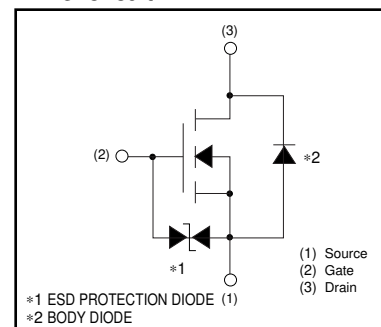 (3)
(2)
∗2
∗1
(1) Source
(2) Gate
(3) Drain
∗1 ESD PROTECTION DIODE (1)
∗2 BODY DIODE